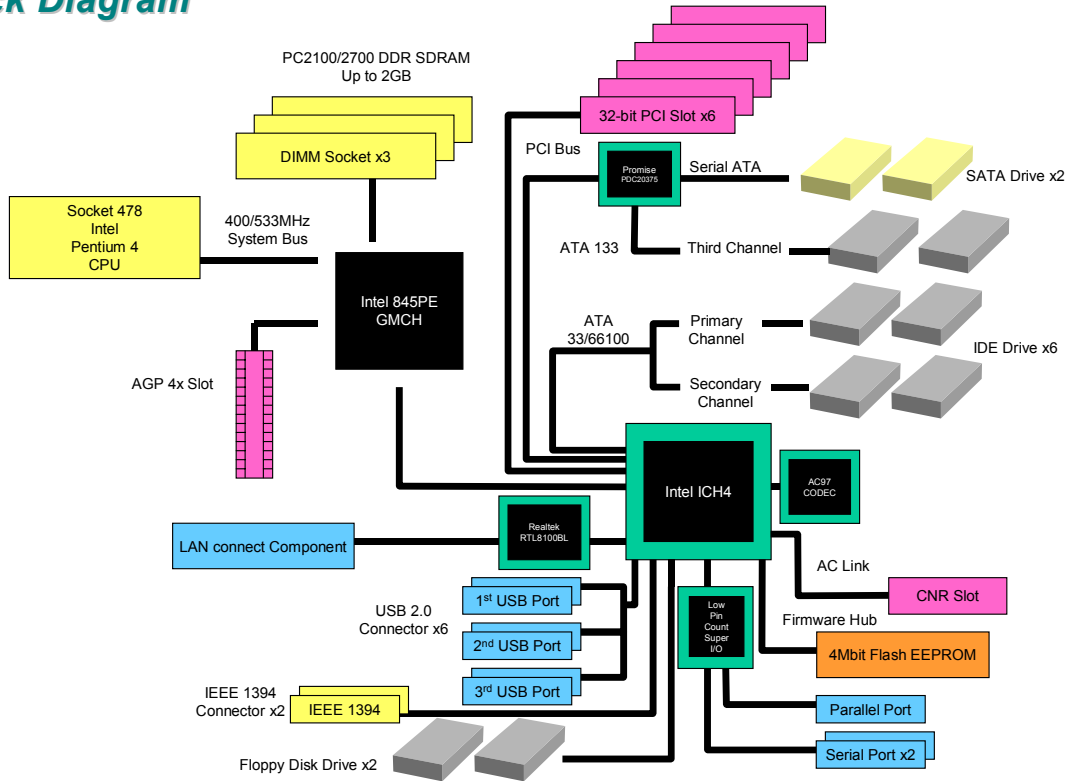 ck Diagram
PC2100/2700 DDR SDRAM
Up to 2GB
DIMM Socket x3
32-bit PCI Slot x6
PCI Bus
Promise
PDC20375
Serial ATA
SATA Drive x2
Socket 478
Intel
Pentium 4
CPU
400/533MHz
System Bus
ATA 133
Third Channel
Intel 845PE
GMCH
ATA
33/66100
Primary
Channel
IDE Drive x6
AGP 4x Slot
Secondary
Channel
Intel ICH4
AC97
CODEC
Realtek
RTL8100BL
LAN connect Component
AC Link
CNR Slot
USB 2.0
Connector x6
1st USB Port
2nd USB Port
3rd USB Port
Low
Pin
Count
Super
I/O
Firmware Hub
4Mbit Flash EEPROM
IEEE 1394
Connector x2
IEEE 1394
Parallel Port
Serial Port x2
Floppy Disk Drive x2